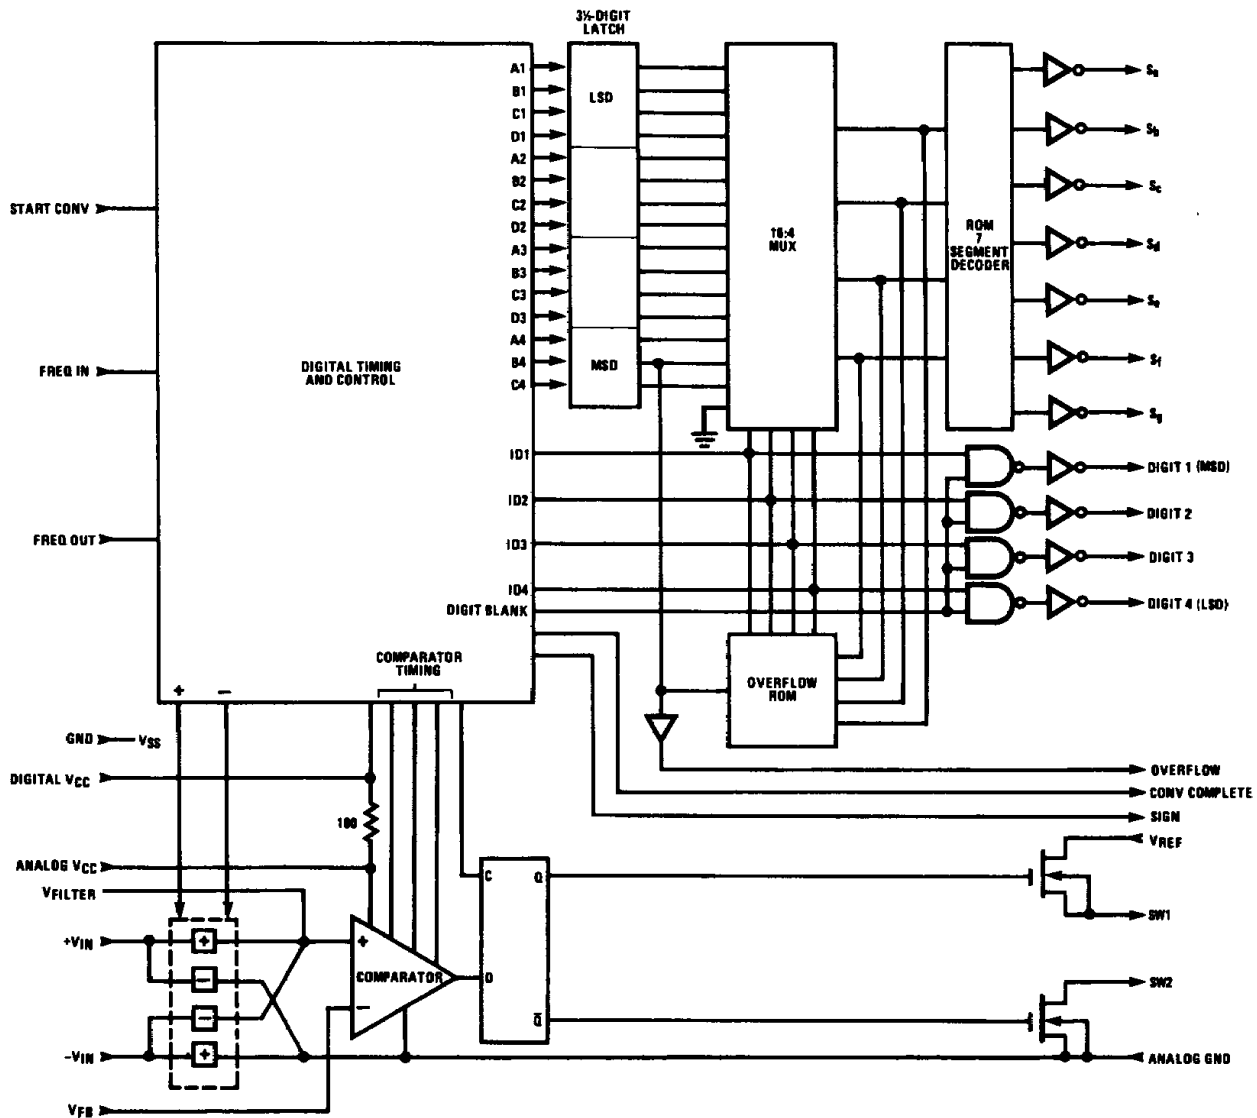 3½-DIGIT
LATCH
A1
B1
C1
D1
A2
B2
C2
D2
A3
B3
C3
D3
A4
B4
C4
LSD
MSD
16:4
MUX
ROM
7
SEGMENT
DECODER
Sa
Sb
Sc
Sd
Se
Sf
Sg
START CONV
FREQ IN
FREQ OUT
DIGITAL TIMING
AND CONTROL
ID1
ID2
ID3
ID4
DIGIT BLANK
DIGIT 1 (MSD)
DIGIT 2
DIGIT 3
DIGIT 4 (LSD)
COMPARATOR
TIMING
OVERFLOW
ROM
+
−
GND
VSS
DIGITAL VCC
100
ANALOG VCC
VFILTER
+VIN
−VIN
VFB
+
−
−
+
+
COMPARATOR
−
C
Q
D
Q̅
OVERFLOW
CONV COMPLETE
SIGN
VREF
SW1
SW2
ANALOG GND